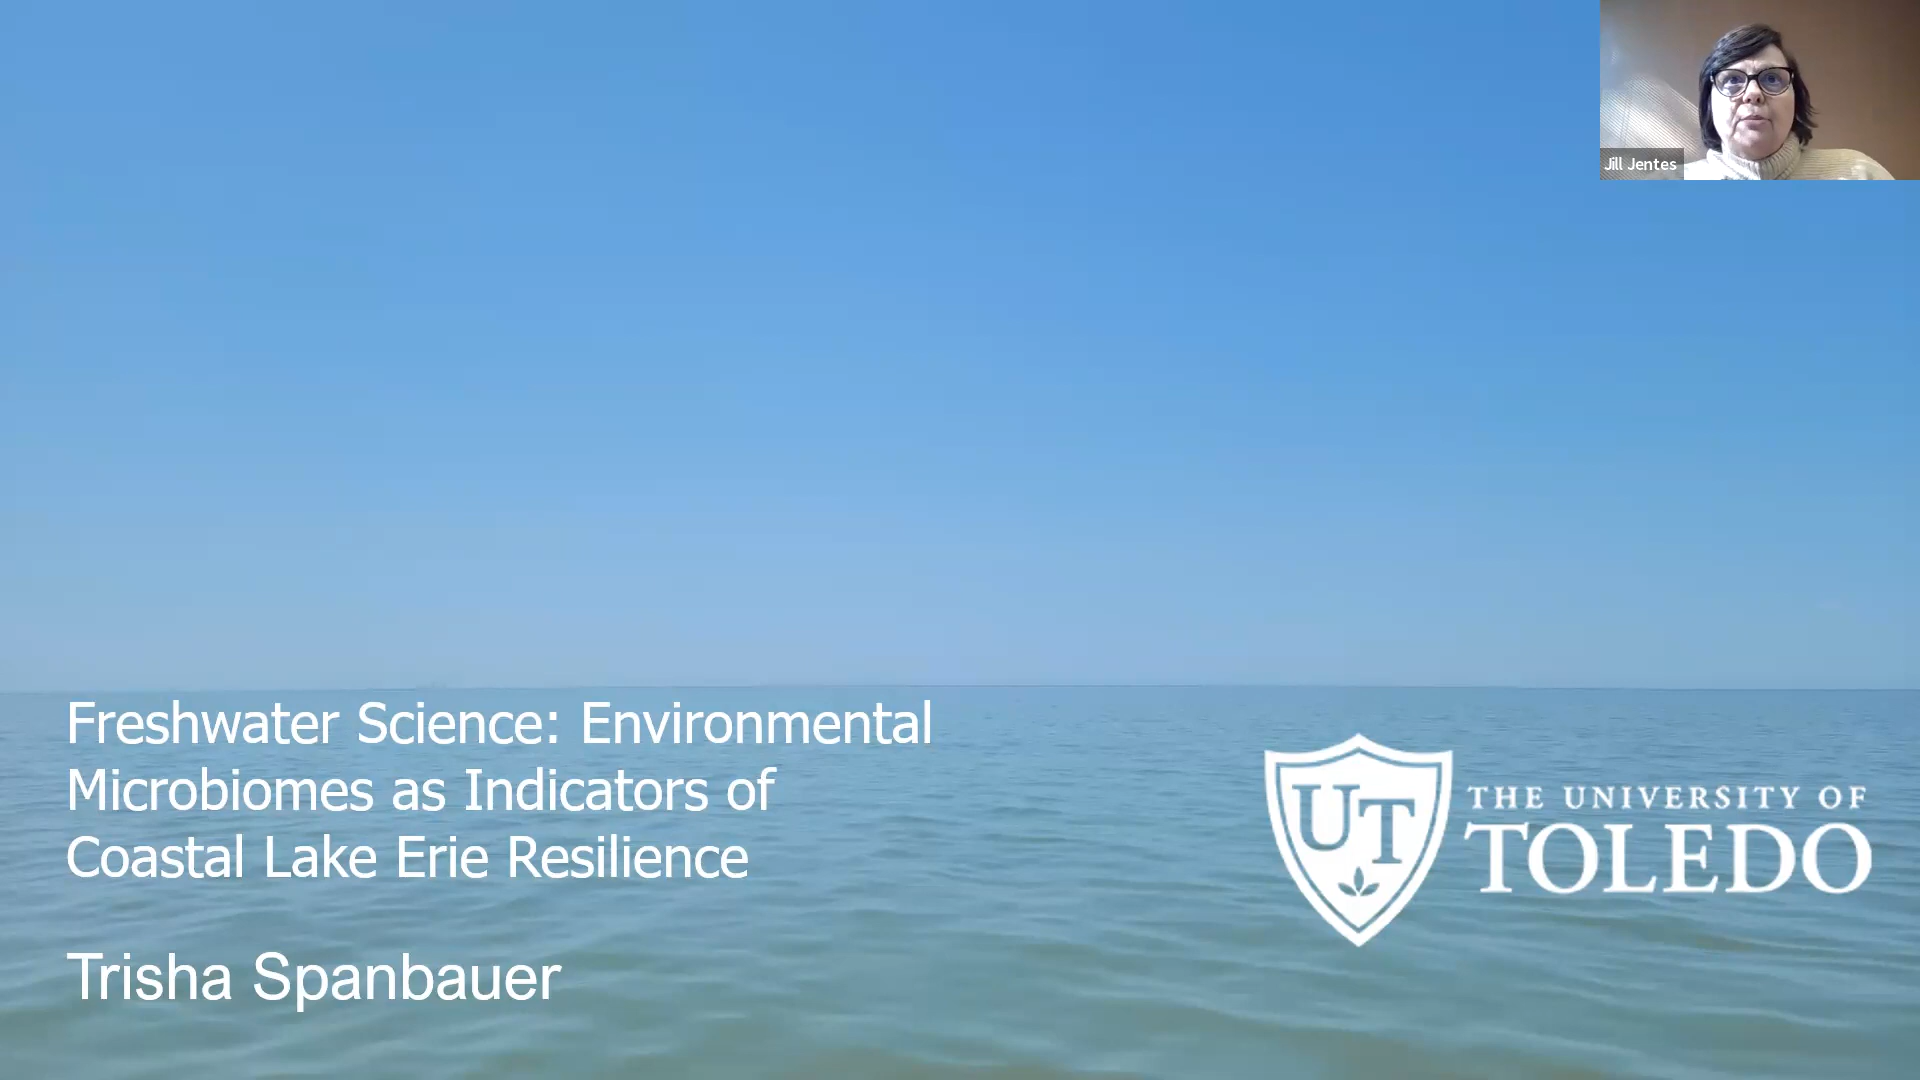 Jill Jentes
Freshwater Science: Environmental
Microbiomes as Indicators of
Coastal Lake Erie Resilience
Trisha Spanbauer
UT
THE UNIVERSITY OF
TOLEDO